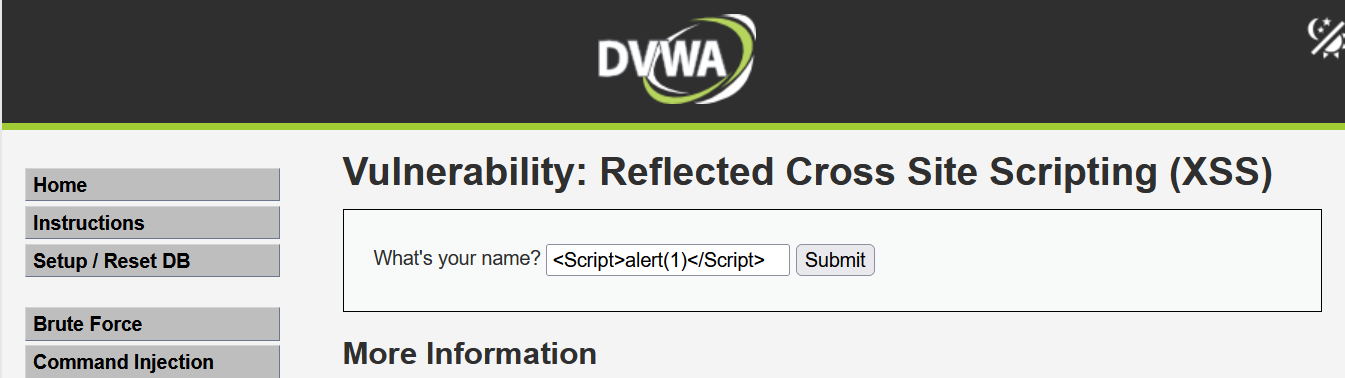 DVWA
Home
Instructions
Setup / Reset DB
Brute Force
Command Injection
Vulnerability: Reflected Cross Site Scripting (XSS)
What's your name? <Script>alert(1)</Script> Submit
More Information